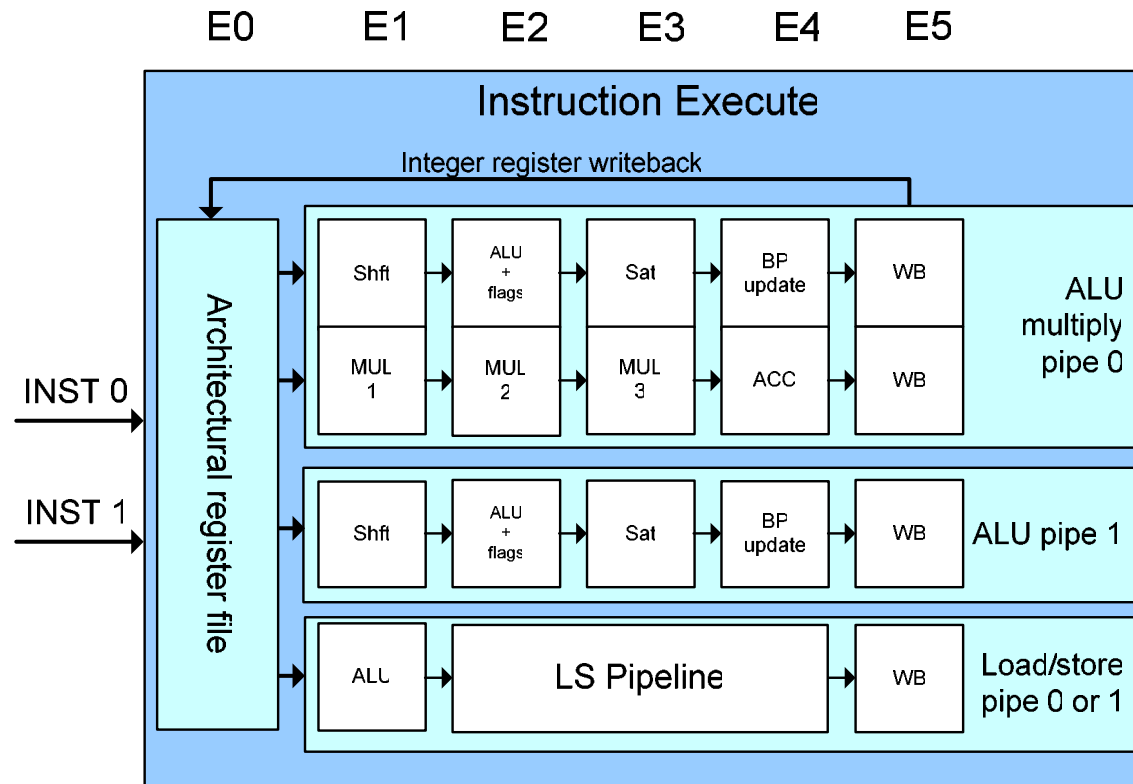 E0 E1 E2 E3 E4 E5
Instruction Execute
Integer register writeback
Architectural register file
INST 0
INST 1
Shft
ALU
+
flags
Sat
BP
update
WB
MUL
1
MUL
2
MUL
3
ACC
WB
ALU
multiply
pipe 0
Shft
ALU
+
flags
Sat
BP
update
WB
ALU pipe 1
ALU
LS Pipeline
WB
Load/store
pipe 0 or 1